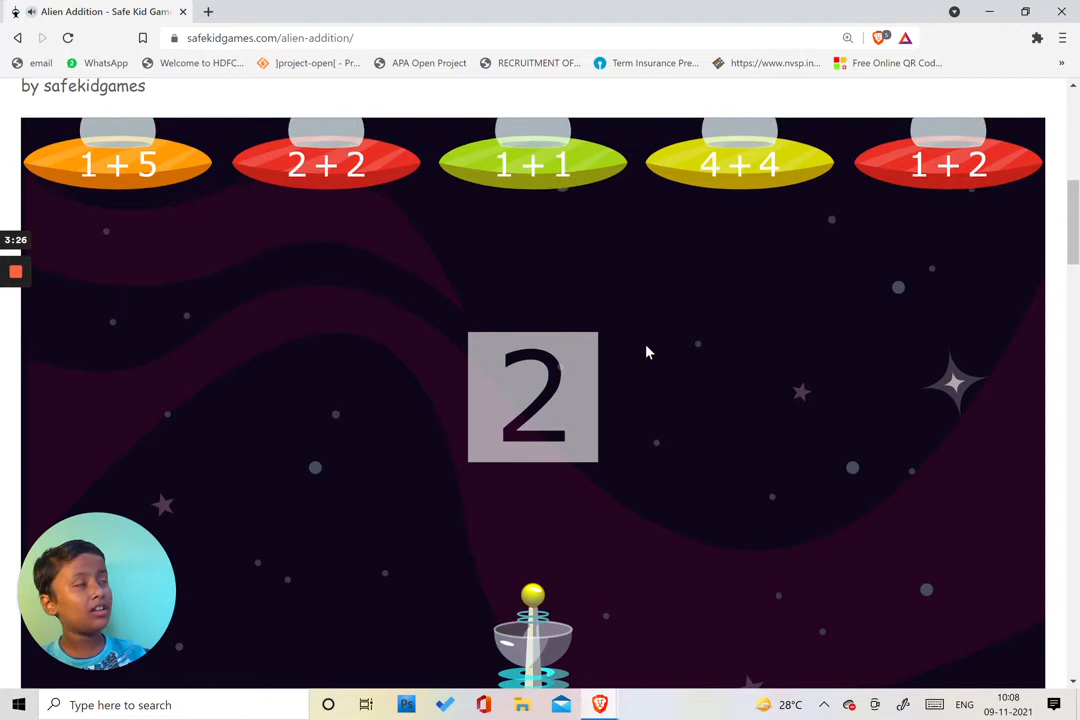 Alien Addition - Safe Kid Gam
safekidgames.com/alien-addition/
5
email
WhatsApp
Welcome to HDFC...
]project-open[ - Pr...
APA Open Project
RECRUITMENT OF...
Term Insurance Pre...
https://www.nvsp.in...
Free Online QR Cod...
»
by safekidgames
1 + 5
2 + 2
1 + 1
4 + 4
1 + 2
3:26
2
Type here to search
Ps
28°C
ENG
10:08
09-11-2021